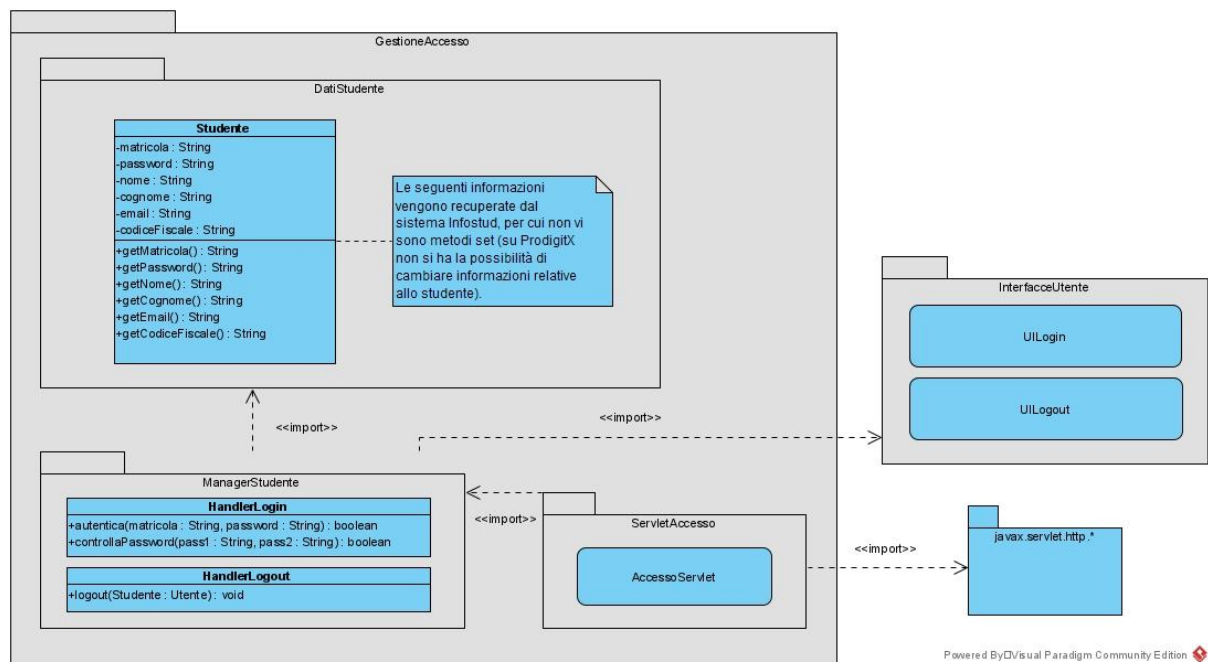 GestioneAccesso
DatiStudente
Studente
-matricola : String
-password : String
-nome : String
-cognome : String
-email : String
-codiceFiscale : String
+getMatricola() : String
+getPassword() : String
+getNome() : String
+getCognome() : String
+getEmail() : String
+getCodiceFiscale() : String
Le seguenti informazioni
vengono recuperate dal
sistema Infostud, per cui non vi
sono metodi set (su ProdigitX
non si ha la possibilità di
cambiare informazioni relative
allo studente).
InterfacceUtente
UILogin
UILogout
<<import>>
<<import>>
ManagerStudente
HandlerLogin
+autentica(matricola : String, password : String) : boolean
+controllaPassword(pass1 : String, pass2 : String) : boolean
HandlerLogout
+logout(Studente : Utente) : void
<<import>>
ServletAccesso
AccessoServlet
<<import>>
javax.servlet.http.*
Powered By Visual Paradigm Community Edition